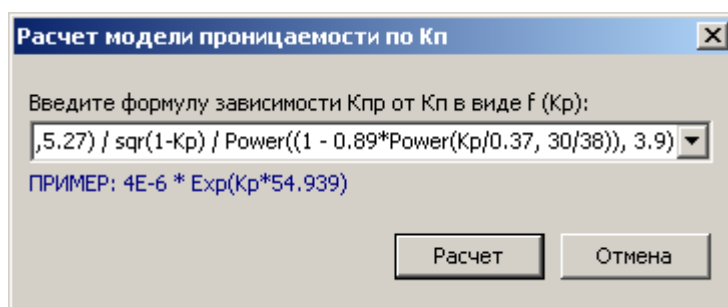 Расчет модели проницаемости по Кп
Введите формулу зависимости Кпр от Кп в виде f (Kp):
,5.27) / sqr(1-Kp) / Power((1 - 0.89*Power(Kp/0.37, 30/38)), 3.9)
ПРИМЕР: 4E-6 * Exp(Kp*54.939)
Расчет Отмена